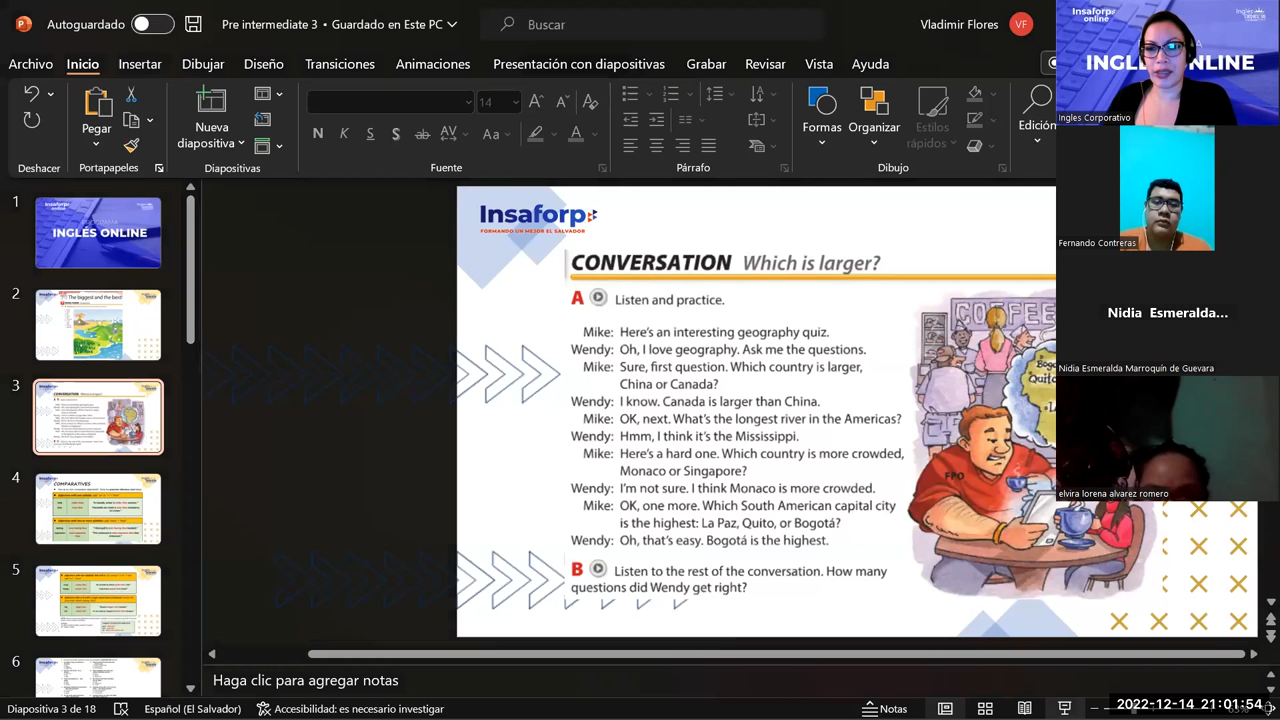 Autoguardado
Pre intermediate 3 • Guardado en este PC
Buscar
Vladimir Flores
VF
Archivo
Inicio
Insertar
Dibujar
Diseño
Transiciones
Presentación con diapositivas
Grabar
Revisar
Vista
Ayuda
Pegar
Nueva
diapositiva
14
Formas
Organizar
Estilos
rápidos
Edición
Deshacer
Portapapeles
Diapositivas
Fuente
Párrafo
Dibujo
1
INGLÉS ONLINE
2
The biggest and the best!
3
CONVERSATION
4
COMPARATIVES
5
Insaforp
FORMANDO UN MEJOR EL SALVADOR
CONVERSATION Which is larger?
A Listen and practice.
Mike: Here's an interesting geography quiz.
Wendy: Oh, I love geography. Ask me the questions.
Mike: Sure, first question. Which country is larger,
China or Canada?
Wendy: I know. Canada is larger than China.
Mike: OK, next. What's the longest river in the Americas?
Wendy: Hmm, I think it's the Mississippi.
Mike: Here's a hard one. Which country is more crowded,
Monaco or Singapore?
Wendy: I'm not sure. I think Monaco is more crowded.
Mike: OK, one more. Which South American capital city
is the highest: La Paz, Quito, or Bogotá?
Wendy: Oh, that's easy. Bogotá is the highest.
B Listen to the rest of the conversation. How many
questions did Wendy get right?
Insaforp
online
Ingles Corporativo
Fernando Contreras
Nidia Esmeralda...
Nidia Esmeralda Marroquín de Guevara
elvira lorena alvarez romero
Haga clic para agregar notas
Diapositiva 3 de 18
Español (El Salvador)
Accesibilidad: es necesario investigar
Notas
2022-12-14 21:01:54